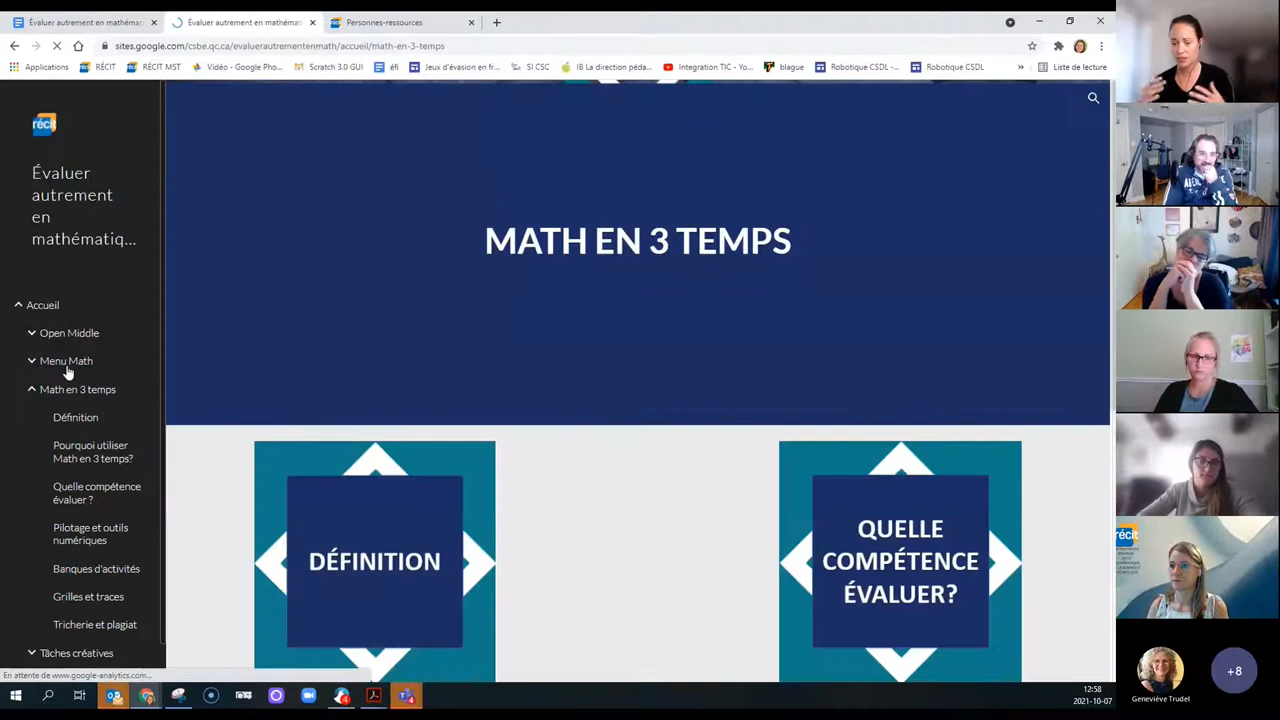 Évaluer autrement en mathémat
Évaluer autrement en mathémat
Personnes-ressources
sites.google.com/csbe.qc.ca/evaluerautrementenmath/accueil/math-en-3-temps
Applications
RÉCIT
RÉCIT MST
Vidéo - Google Pho...
Scratch 3.0 GUI
éfi
Jeux d'évasion en fr...
SI CSC
IB La direction péda...
Integration TIC - Yo...
blague
Robotique CSDL -...
Robotique CSDL
»
Liste de lecture
récit
Évaluer
autrement
en
mathématiq...
Accueil
Open Middle
Menu Math
Math en 3 temps
Définition
Pourquoi utiliser
Math en 3 temps?
Quelle compétence
évaluer ?
Pilotage et outils
numériques
Banques d'activités
Grilles et traces
Tricherie et plagiat
Tâches créatives
MATH EN 3 TEMPS
DÉFINITION
QUELLE
COMPÉTENCE
ÉVALUER?
En attente de www.google-analytics.com...
12:58
2021-10-07
récit
Geneviève Trudel
+8